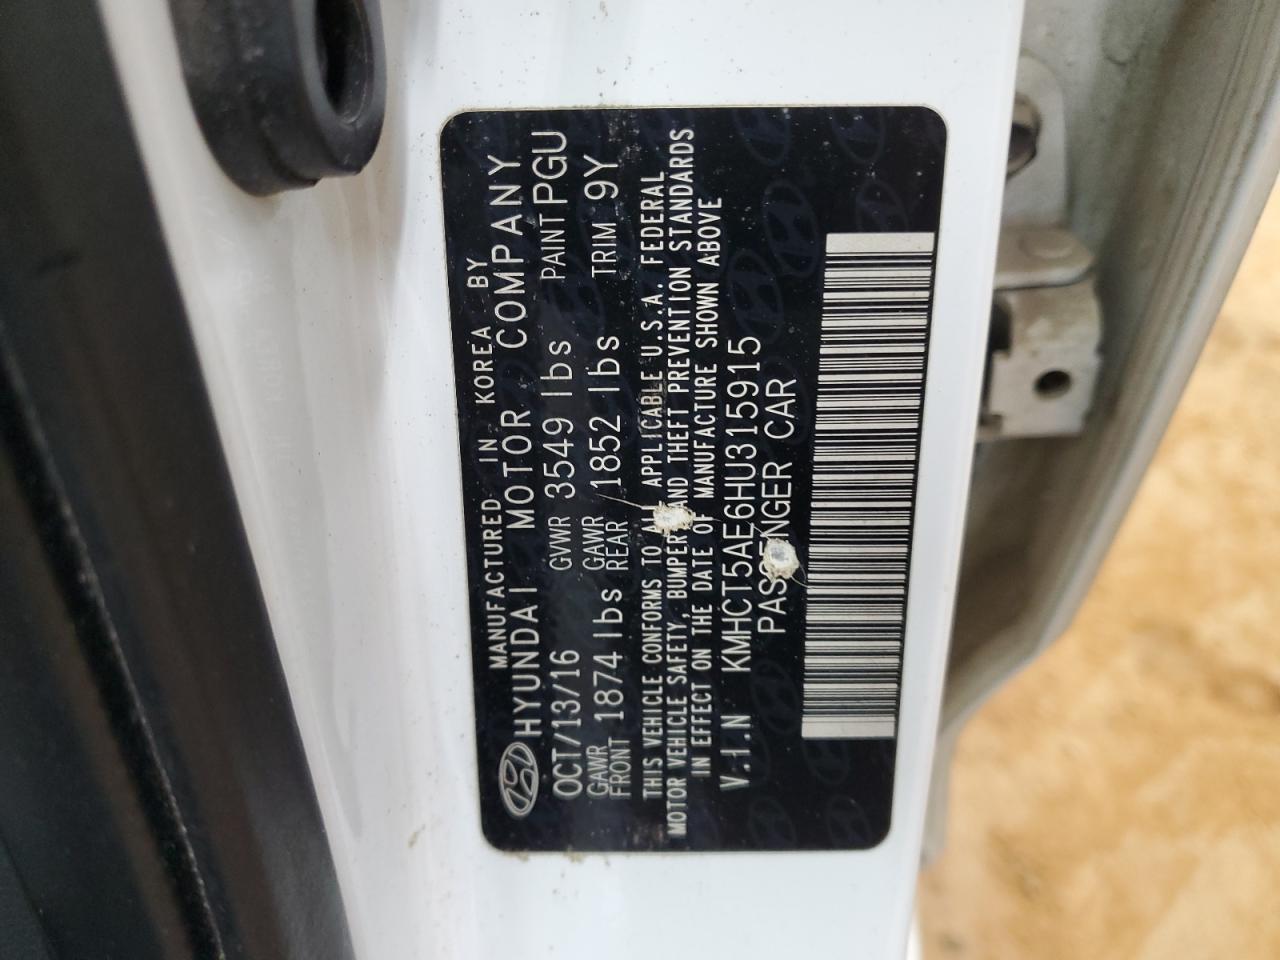 MANUFACTURED IN KOREA BY
HYUNDAI MOTOR COMPANY
OCT/13/16 GVWR 3549 lbs PAINT PGU
GAWR FRONT 1874 lbs GAWR REAR 1852 lbs TRIM 9Y
THIS VEHICLE CONFORMS TO APPLICABLE U.S.A. FEDERAL
MOTOR VEHICLE SAFETY, BUMPER AND THEFT PREVENTION STANDARDS
IN EFFECT ON THE DATE OF MANUFACTURE SHOWN ABOVE
V.I.N KMHCT5AE6HU315915
PASSENGER CAR